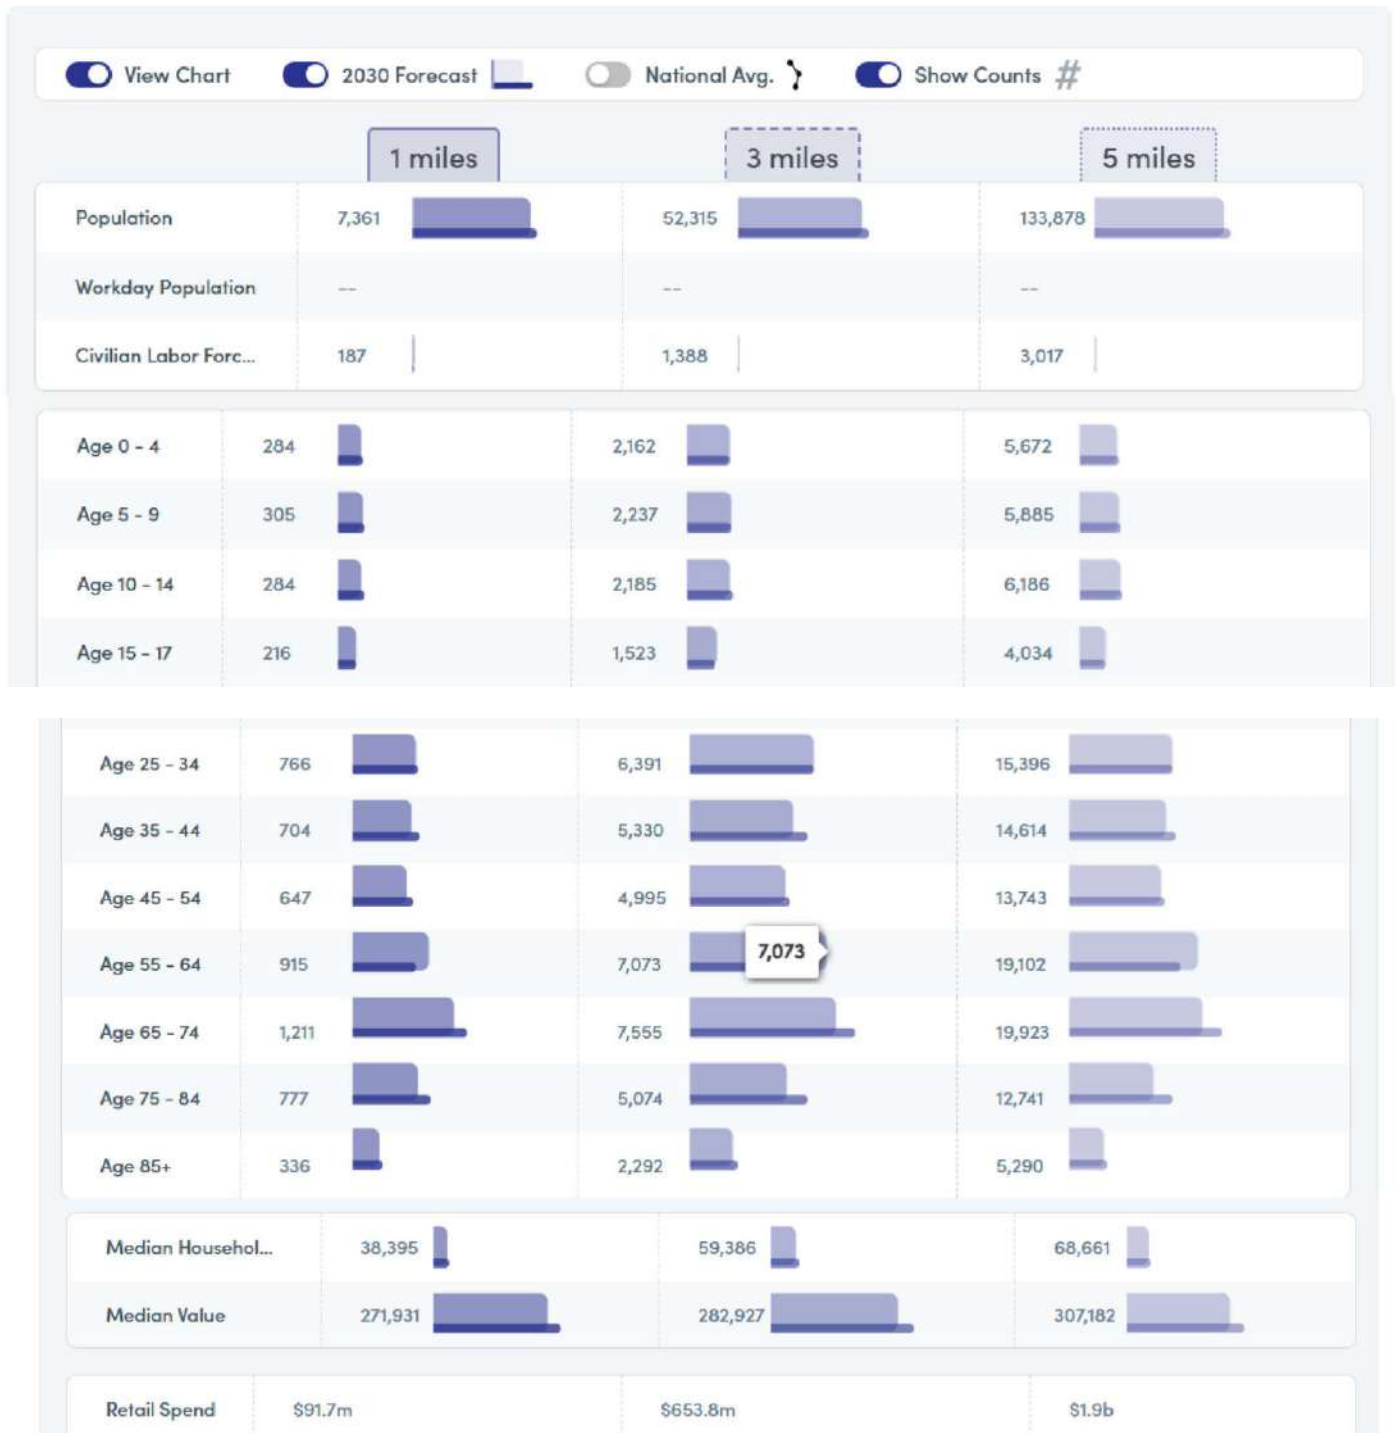 View Chart 2030 Forecast National Avg. Show Counts #
1 miles 3 miles 5 miles
Population 7,361 52,315 133,878
Workday Population -- -- --
Civilian Labor Forc... 187 1,388 3,017
Age 0 - 4 284 2,162 5,672
Age 5 - 9 305 2,237 5,885
Age 10 - 14 284 2,185 6,186
Age 15 - 17 216 1,523 4,034
Age 25 - 34 766 6,391 15,396
Age 35 - 44 704 5,330 14,614
Age 45 - 54 647 4,995 13,743
Age 55 - 64 915 7,073 7,073 19,102
Age 65 - 74 1,211 7,555 19,923
Age 75 - 84 777 5,074 12,741
Age 85+ 336 2,292 5,290
Median Househol... 38,395 59,386 68,661
Median Value 271,931 282,927 307,182
Retail Spend $91.7m $653.8m $1.9b